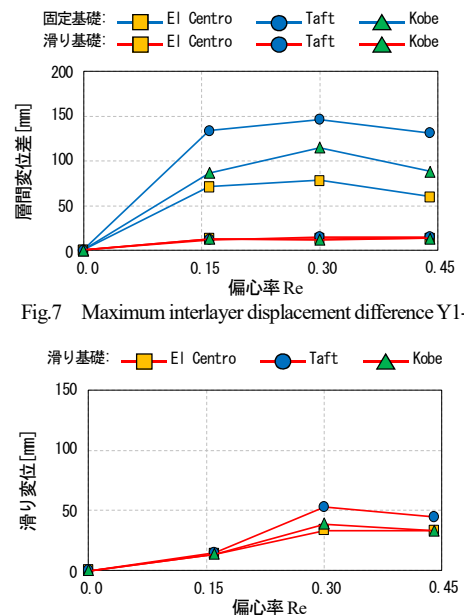 固定基礎: El Centro Taft Kobe
滑り基礎: El Centro Taft Kobe
200
150
100
50
0
層間変位差[㎜]
0.0 0.15 0.30 0.45
偏心率 Re
Fig.7 Maximum interlayer displacement difference Y1-
滑り基礎: El Centro Taft Kobe
150
100
50
0
滑り変位[㎜]
0.0 0.15 0.30 0.45
偏心率 Re